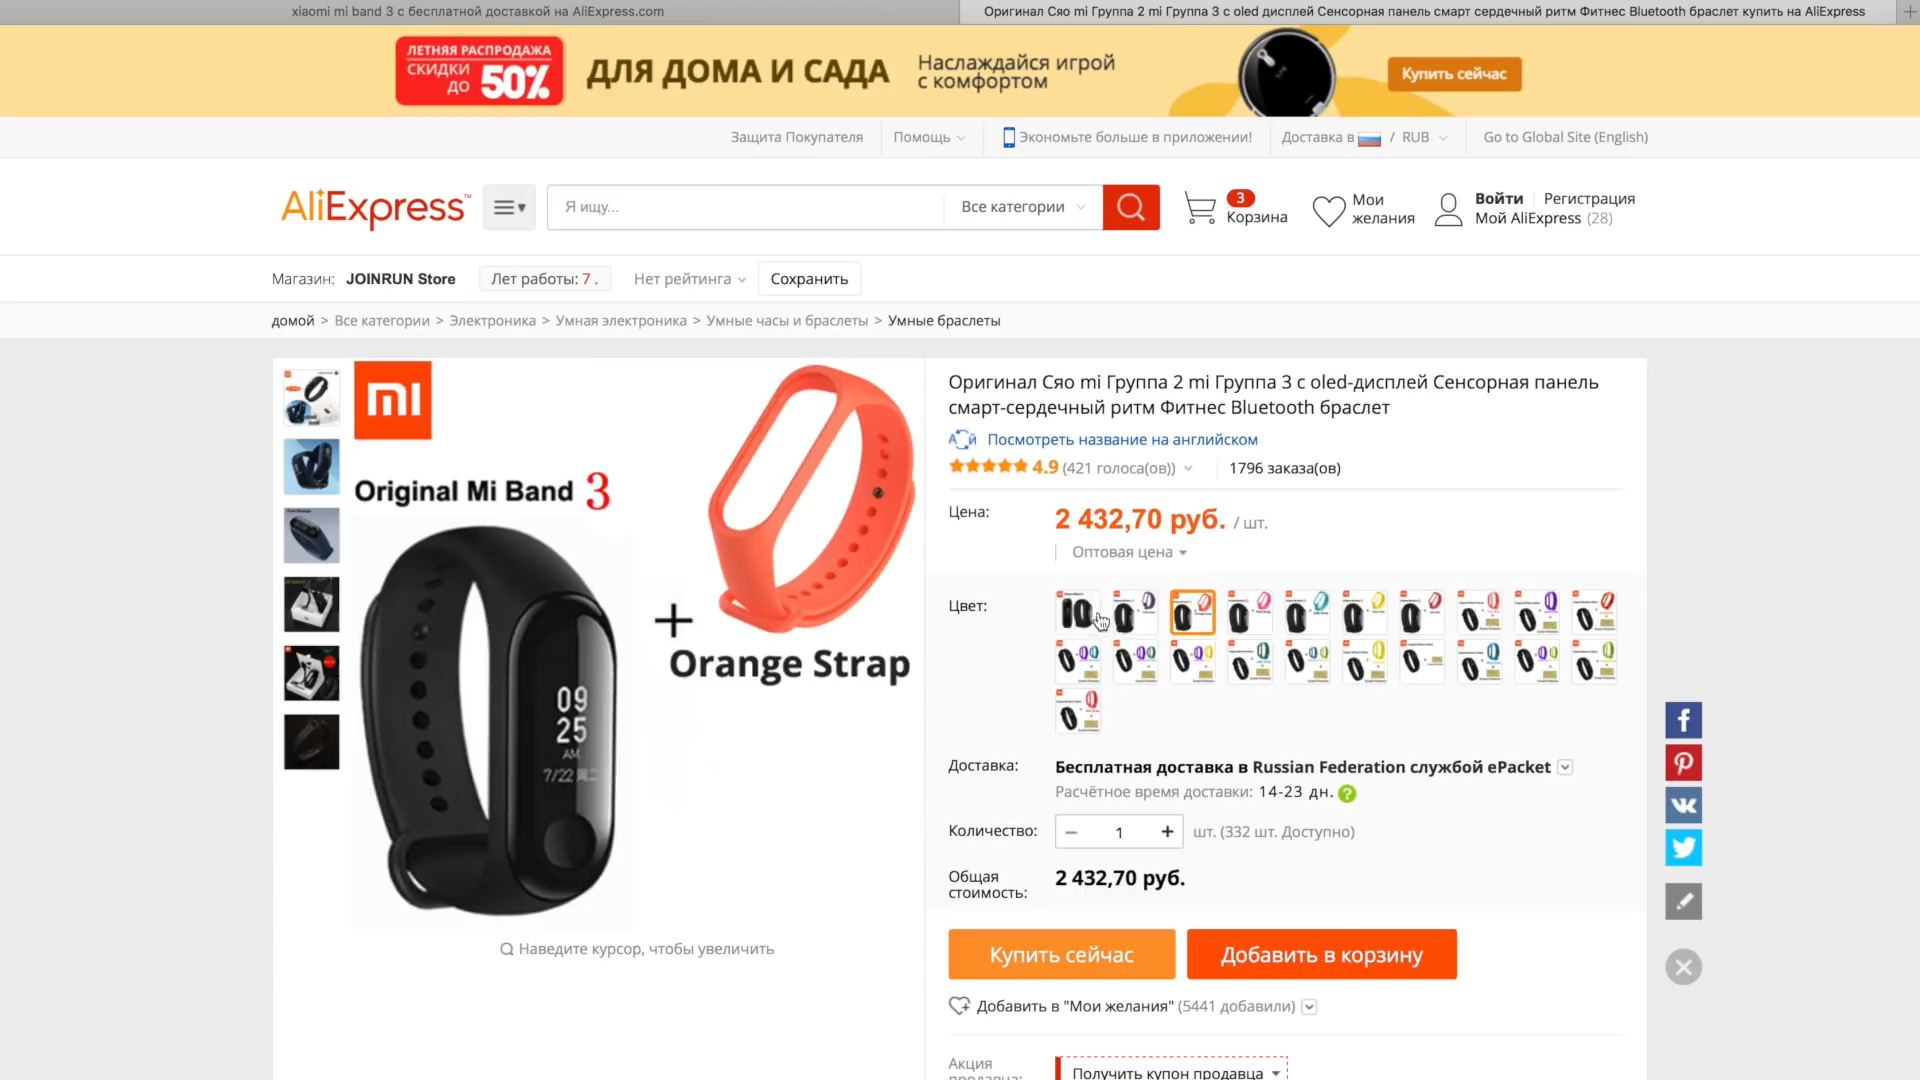 xiaomi mi band 3 с бесплатной доставкой на AliExpress.com
Оригинал Сяо mi Группа 2 mi Группа 3 с oled дисплей Сенсорная панель смарт сердечный ритм Фитнес Bluetooth браслет купить на AliExpress
ЛЕТНЯЯ РАСПРОДАЖА
СКИДКИ ДО 50%
ДЛЯ ДОМА И САДА
Наслаждайся игрой
с комфортом
Купить сейчас
Защита Покупателя
Помощь
Экономьте больше в приложении!
Доставка в / RUB
Go to Global Site (English)
AliExpress™
Я ищу...
Все категории
3
Корзина
Мои
желания
Войти Регистрация
Мой AliExpress (28)
Магазин: JOINRUN Store
Лет работы: 7 .
Нет рейтинга
Сохранить
домой > Все категории > Электроника > Умная электроника > Умные часы и браслеты > Умные браслеты
mi
Original Mi Band 3
+
Orange Strap
09
25
AM
7/22
Наведите курсор, чтобы увеличить
Оригинал Сяо mi Группа 2 mi Группа 3 с oled-дисплей Сенсорная панель
смарт-сердечный ритм Фитнес Bluetooth браслет
Посмотреть название на английском
4.9 (421 голоса(ов)) 1796 заказа(ов)
Цена: 2 432,70 руб. / шт.
Оптовая цена
Цвет:
Доставка: Бесплатная доставка в Russian Federation службой ePacket
Расчётное время доставки: 14-23 дн. ?
Количество: − 1 + шт. (332 шт. Доступно)
Общая
стоимость: 2 432,70 руб.
Купить сейчас
Добавить в корзину
Добавить в "Мои желания" (5441 добавили)
Акция
продавца: Получить купон продавца